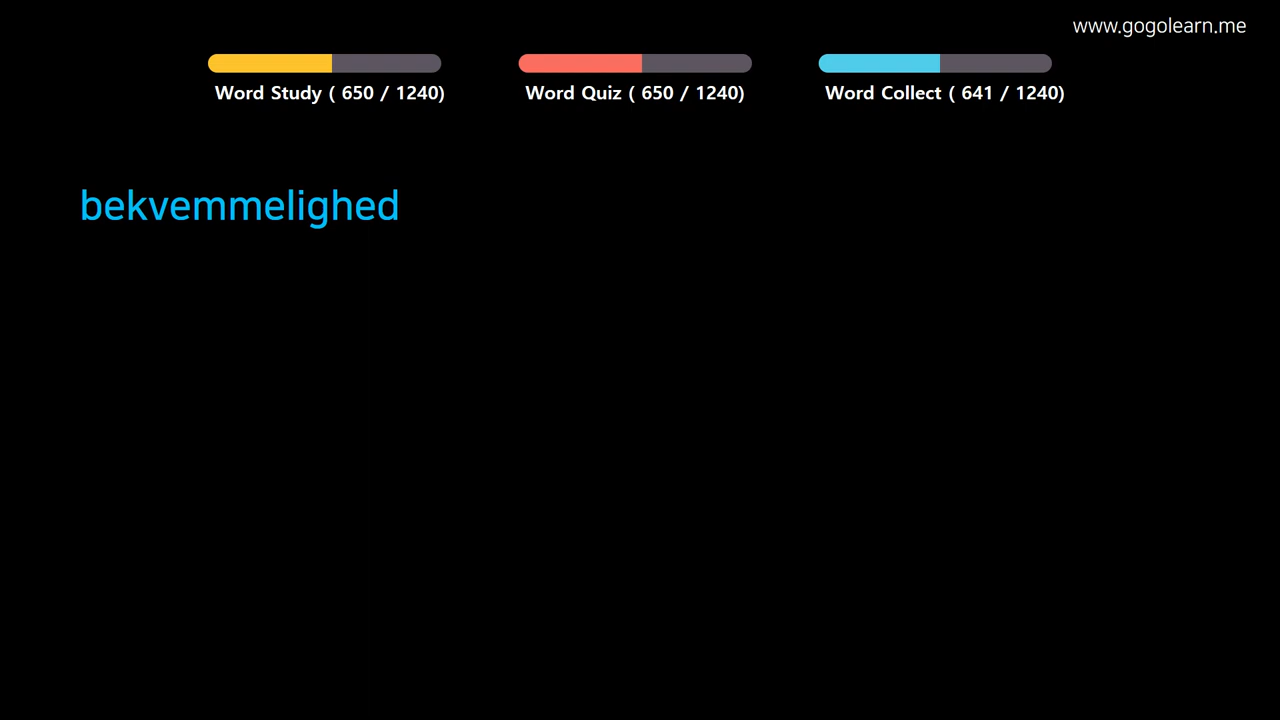 www.gogolearn.me
Word Study ( 650 / 1240)
Word Quiz ( 650 / 1240)
Word Collect ( 641 / 1240)
bekvemmelighed